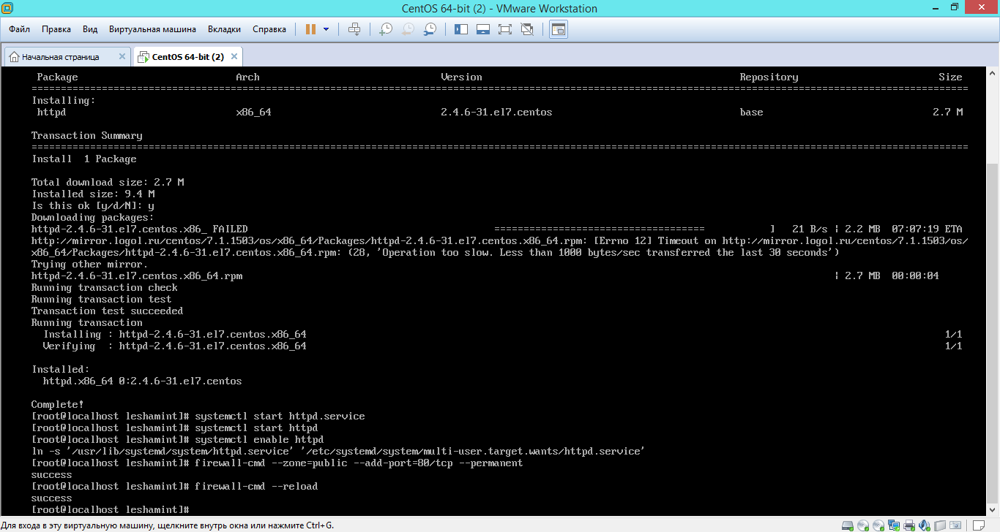 CentOS 64-bit (2) - VMware Workstation
Файл Правка Вид Виртуальная машина Вкладки Справка
Начальная страница CentOS 64-bit (2)
Package Arch Version Repository Size
================================================================================
Installing:
httpd x86_64 2.4.6-31.el7.centos base 2.7 M
Transaction Summary
================================================================================
Install 1 Package
Total download size: 2.7 M
Installed size: 9.4 M
Is this ok [y/d/N]: y
Downloading packages:
httpd-2.4.6-31.el7.centos.x86_ FAILED ==================================== ] 21 B/s | 2.2 MB 07:07:19 ETA
http://mirror.logol.ru/centos/7.1.1503/os/x86_64/Packages/httpd-2.4.6-31.el7.centos.x86_64.rpm: [Errno 12] Timeout on http://mirror.logol.ru/centos/7.1.1503/os/
x86_64/Packages/httpd-2.4.6-31.el7.centos.x86_64.rpm: (28, 'Operation too slow. Less than 1000 bytes/sec transferred the last 30 seconds')
Trying other mirror.
httpd-2.4.6-31.el7.centos.x86_64.rpm | 2.7 MB 00:00:04
Running transaction check
Running transaction test
Transaction test succeeded
Running transaction
Installing : httpd-2.4.6-31.el7.centos.x86_64 1/1
Verifying : httpd-2.4.6-31.el7.centos.x86_64 1/1
Installed:
httpd.x86_64 0:2.4.6-31.el7.centos
Complete!
[root@localhost leshamint]# systemctl start httpd.service
[root@localhost leshamint]# systemctl start httpd
[root@localhost leshamint]# systemctl enable httpd
ln -s '/usr/lib/systemd/system/httpd.service' '/etc/systemd/system/multi-user.target.wants/httpd.service'
[root@localhost leshamint]# firewall-cmd --zone=public --add-port=80/tcp --permanent
success
[root@localhost leshamint]# firewall-cmd --reload
success
[root@localhost leshamint]#
Для входа в эту виртуальную машину, щелкните внутрь окна или нажмите Ctrl+G.